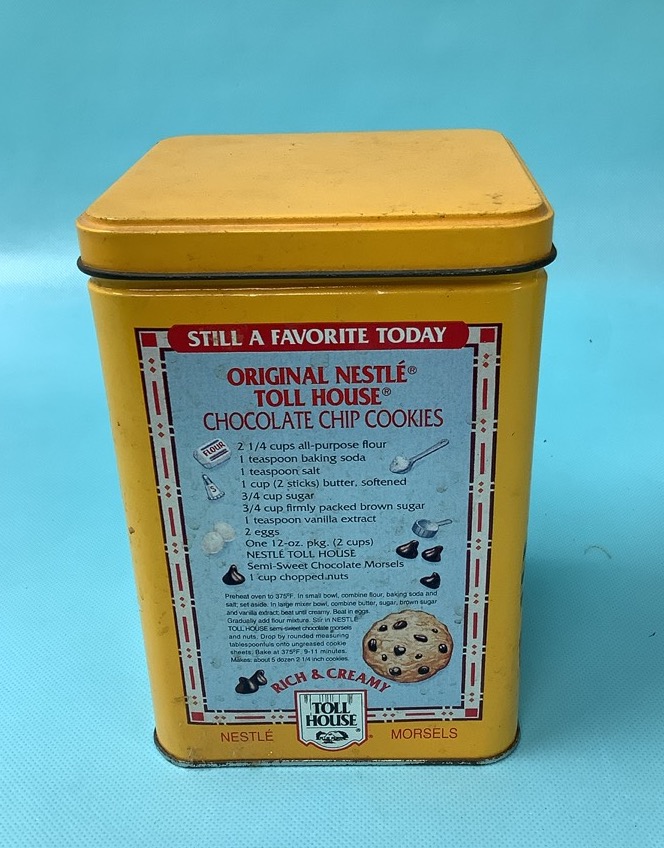 STILL A FAVORITE TODAY
ORIGINAL NESTLÉ®
TOLL HOUSE®
CHOCOLATE CHIP COOKIES
FLOUR
2 1/4 cups all-purpose flour
1 teaspoon baking soda
1 teaspoon salt
S
1 cup (2 sticks) butter, softened
3/4 cup sugar
3/4 cup firmly packed brown sugar
1 teaspoon vanilla extract
2 eggs
One 12-oz. pkg. (2 cups)
NESTLÉ TOLL HOUSE
Semi-Sweet Chocolate Morsels
1 cup chopped nuts
Preheat oven to 375°F. In small bowl, combine flour, baking soda and
salt; set aside. In large mixer bowl, combine butter, sugar, brown sugar
and vanilla extract; beat until creamy. Beat in eggs.
Gradually add flour mixture. Stir in NESTLÉ
TOLL HOUSE semi-sweet chocolate morsels
and nuts. Drop by rounded measuring
tablespoonfuls onto ungreased cookie
sheets. Bake at 375°F. 9-11 minutes.
Makes: about 5 dozen 2 1/4 inch cookies.
RICH & CREAMY
TOLL
HOUSE®
NESTLÉ MORSELS